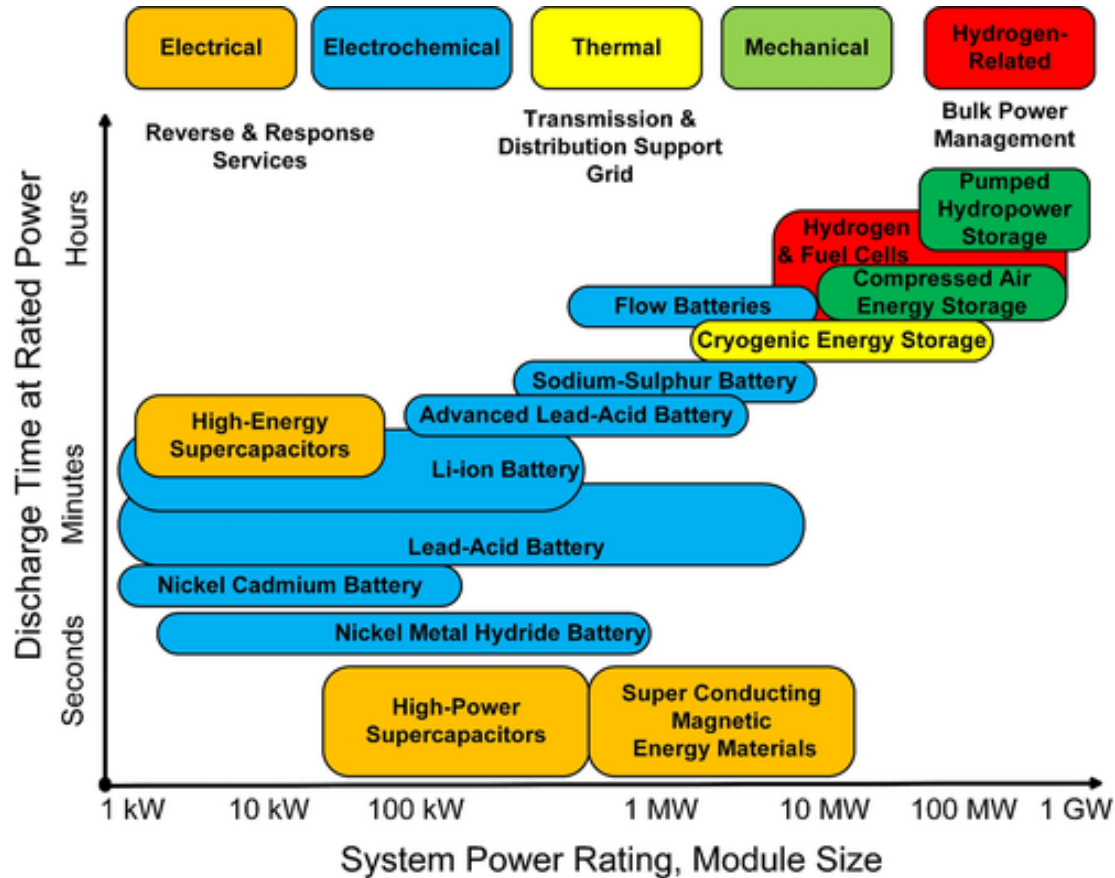 Electrical
Electrochemical
Thermal
Mechanical
Hydrogen-
Related
Reverse & Response
Services
Transmission &
Distribution Support
Grid
Bulk Power
Management
Discharge Time at Rated Power
Hours
Minutes
Seconds
Pumped
Hydropower
Storage
Hydrogen
& Fuel Cells
Compressed Air
Energy Storage
Flow Batteries
Cryogenic Energy Storage
Sodium-Sulphur Battery
Advanced Lead-Acid Battery
High-Energy
Supercapacitors
Li-ion Battery
Lead-Acid Battery
Nickel Cadmium Battery
Nickel Metal Hydride Battery
High-Power
Supercapacitors
Super Conducting
Magnetic
Energy Materials
1 kW 10 kW 100 kW 1 MW 10 MW 100 MW 1 GW
System Power Rating, Module Size